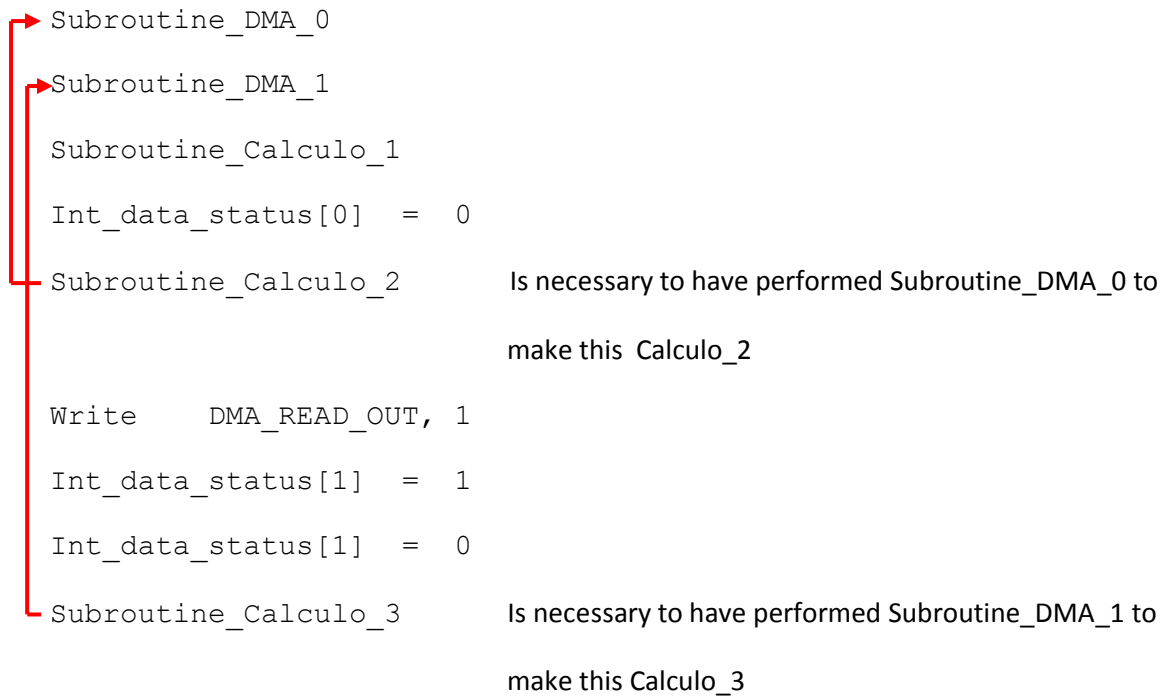 Subroutine_DMA_0
Subroutine_DMA_1
Subroutine_Calculo_1
Int_data_status[0] = 0
Subroutine_Calculo_2 Is necessary to have performed Subroutine_DMA_0 to
make this Calculo_2
Write DMA_READ_OUT, 1
Int_data_status[1] = 1
Int_data_status[1] = 0
Subroutine_Calculo_3 Is necessary to have performed Subroutine_DMA_1 to
make this Calculo_3